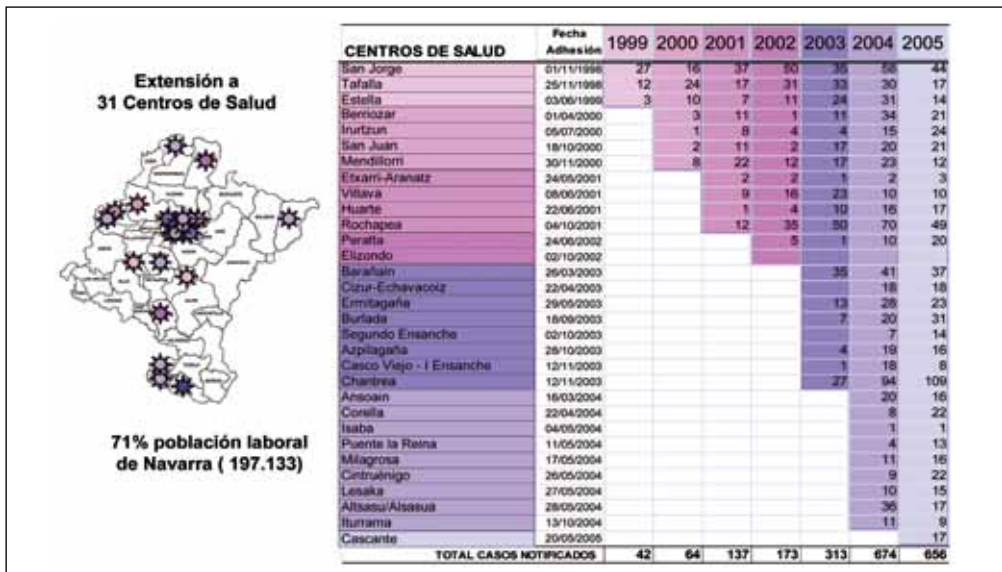 Extensión a
31 Centros de Salud
71% población laboral
de Navarra ( 197.133)
CENTROS DE SALUD Fecha Adhesión 1999 2000 2001 2002 2003 2004 2005
San Jorge 01/11/1998 27 16 37 50 35 58 44
Tafalla 25/11/1998 12 24 17 31 33 30 17
Estella 03/06/1999 3 10 7 11 24 31 14
Berriozar 01/04/2000 3 11 1 11 34 21
Irurtzun 05/07/2000 1 8 4 4 15 24
San Juan 18/10/2000 2 11 2 17 20 21
Mendillorri 30/11/2000 8 22 12 17 23 12
Etxarri-Aranatz 24/05/2001 2 2 1 2 3
Villava 08/06/2001 9 16 23 10 10
Huarte 22/06/2001 1 4 10 16 17
Rochapea 04/10/2001 12 35 50 70 49
Peralta 24/06/2002 5 1 10 20
Elizondo 02/10/2002
Barañain 26/03/2003 35 41 37
Cizur-Echavacoiz 22/04/2003 18 18
Ermitagaña 29/05/2003 13 28 23
Burlada 18/09/2003 7 20 31
Segundo Ensanche 02/10/2003 7 14
Azpilagaña 28/10/2003 4 19 16
Casco Viejo - I Ensanche 12/11/2003 1 18 8
Chantrea 12/11/2003 27 94 109
Ansoain 16/03/2004 20 16
Corella 22/04/2004 8 22
Isaba 04/05/2004 1 1
Puente la Reina 11/05/2004 4 13
Milagrosa 17/05/2004 11 16
Cintruénigo 26/05/2004 9 22
Lesaka 27/05/2004 10 15
Altsasu/Alsasua 28/05/2004 36 17
Iturrama 13/10/2004 11 9
Cascante 20/05/2005 17
TOTAL CASOS NOTIFICADOS 42 64 137 173 313 674 656